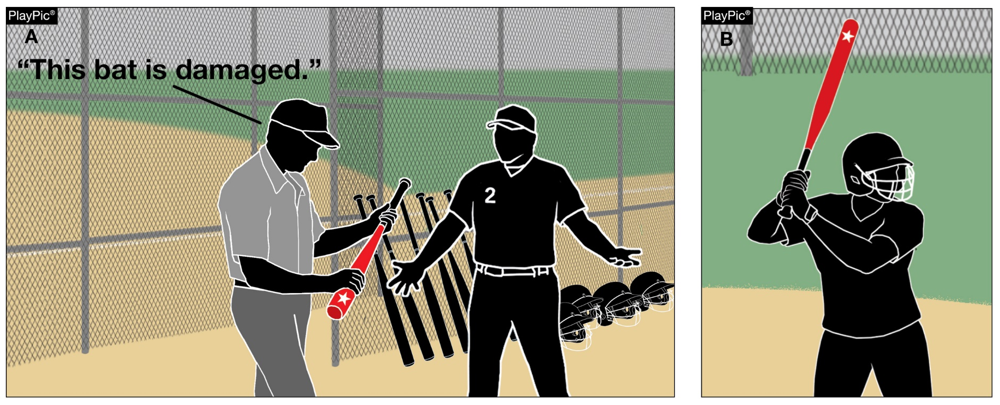 PlayPic®
A
“This bat is damaged.”
2
PlayPic®
B